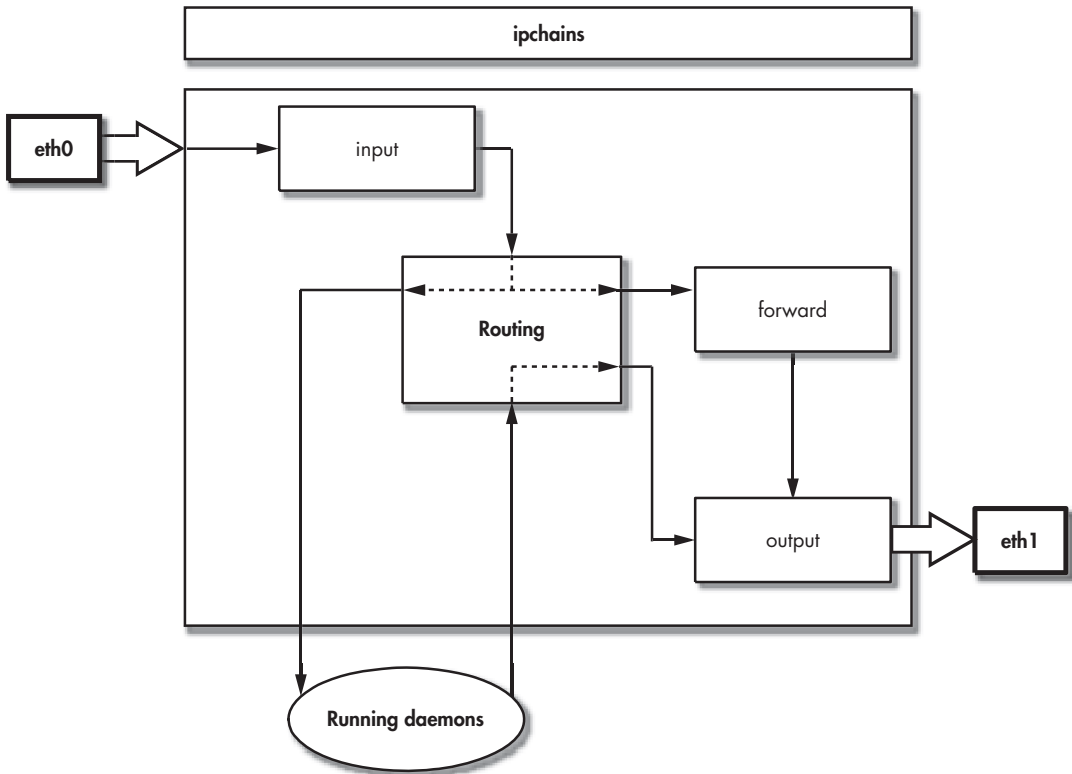 ipchains
eth0
input
Routing
forward
output
eth1
Running daemons